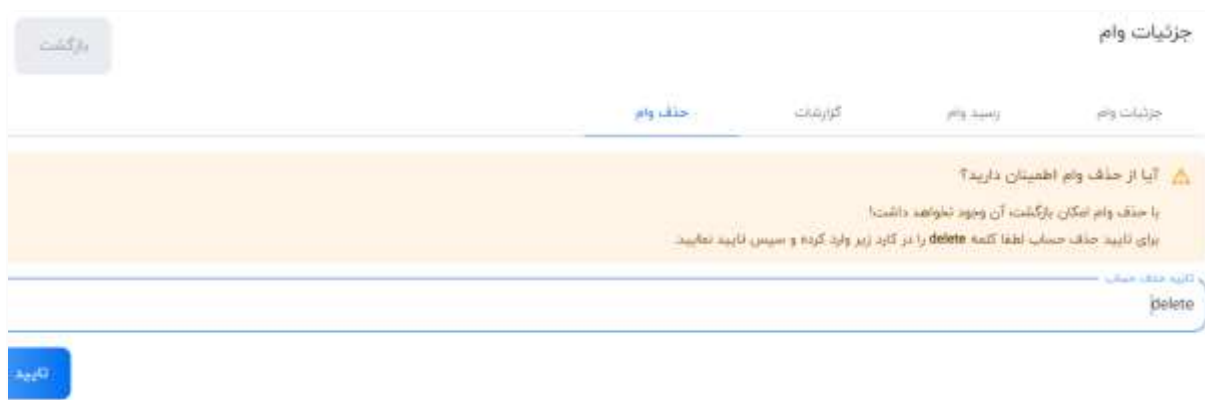 جزئیات وام
بازگشت
جزئیات وام
رسید وام
گزارشات
حذف وام
آیا از حذف وام اطمینان دارید؟
با حذف وام امکان بازگشت آن وجود نخواهد داشت!
برای تایید حذف حساب لطفا کلمه delete را در کارد زیر وارد کرده و سپس تایید نمایید.
تایید حذف حساب
delete
تایید